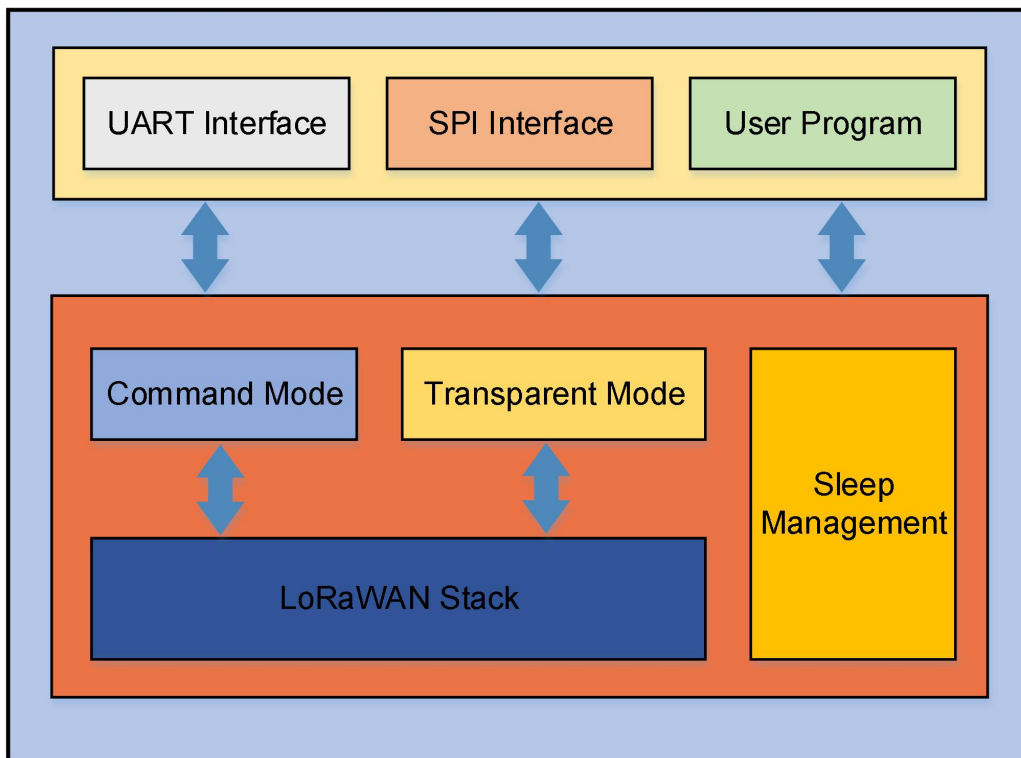 UART Interface
SPI Interface
User Program
Command Mode
Transparent Mode
Sleep
Management
LoRaWAN Stack